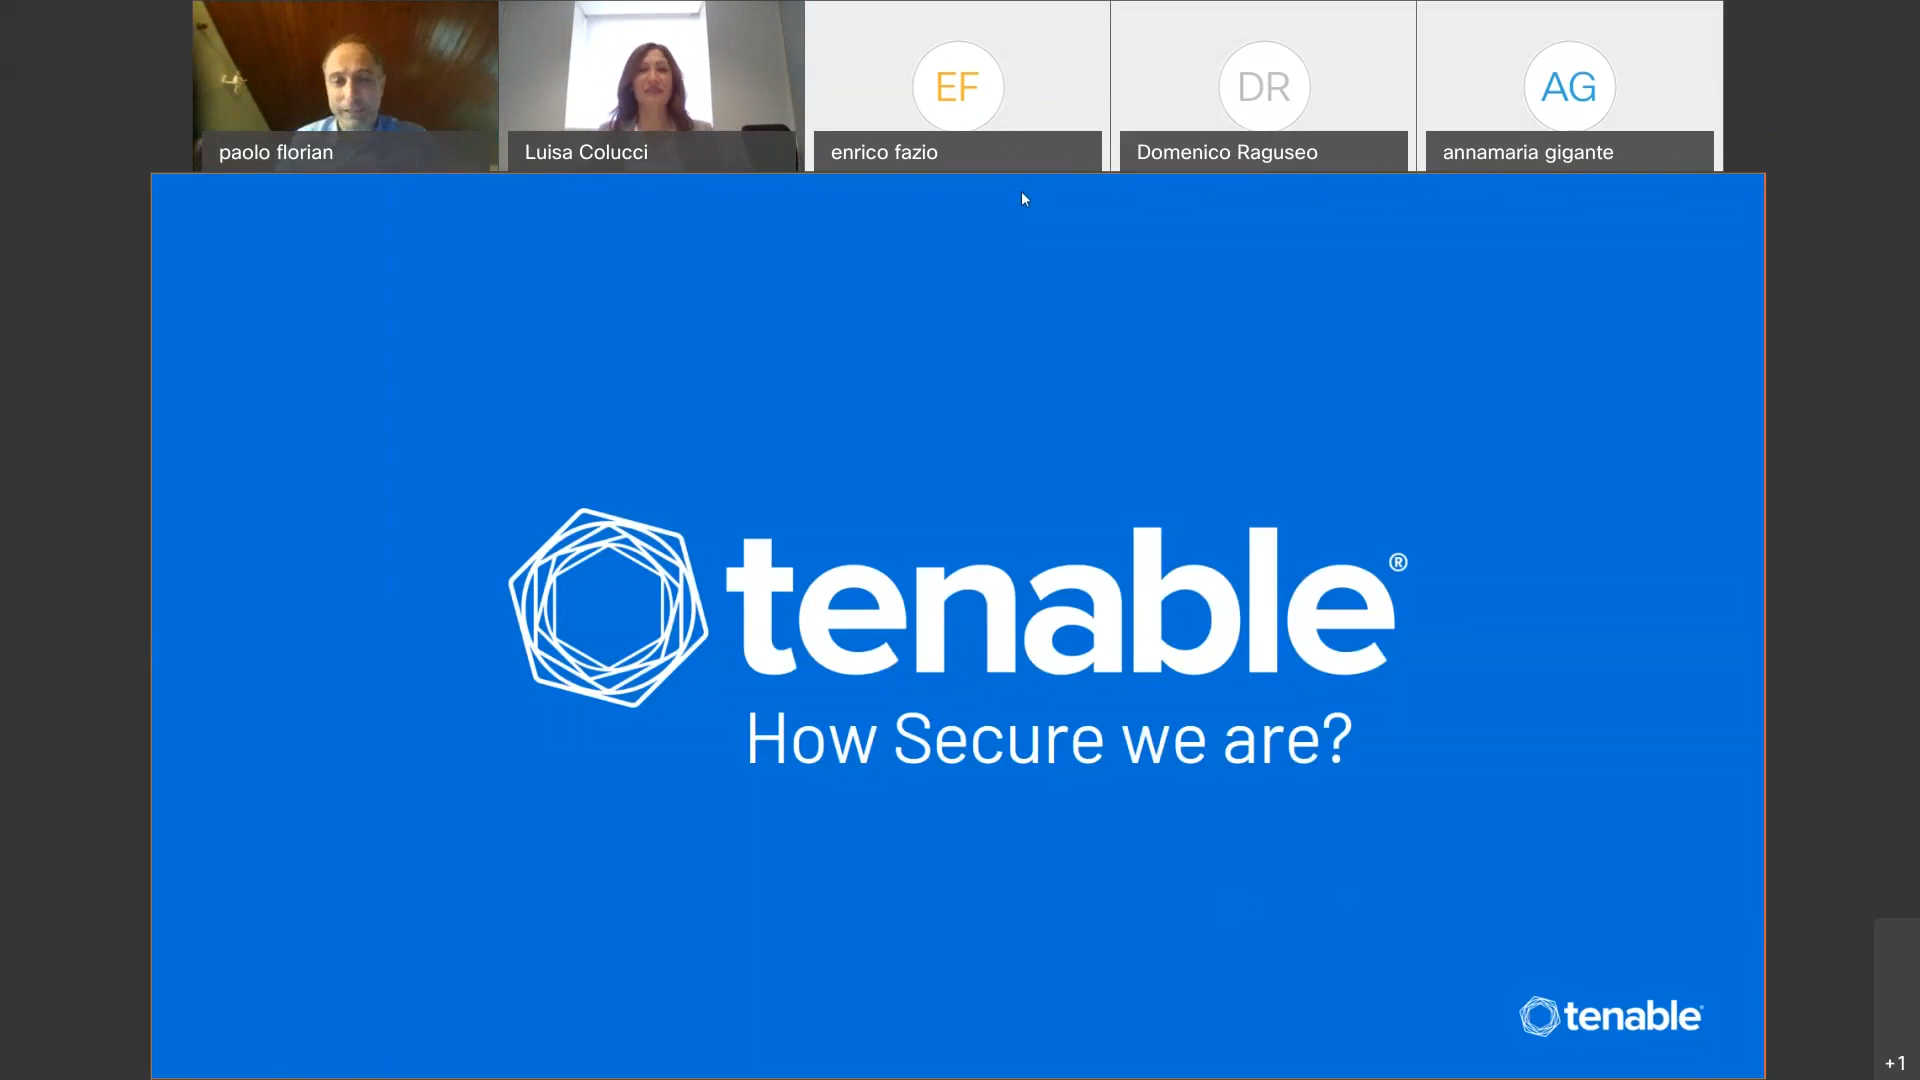 paolo florian
Luisa Colucci
EF
enrico fazio
DR
Domenico Raguseo
AG
annamaria gigante
tenable®
How Secure we are?
tenable
+1